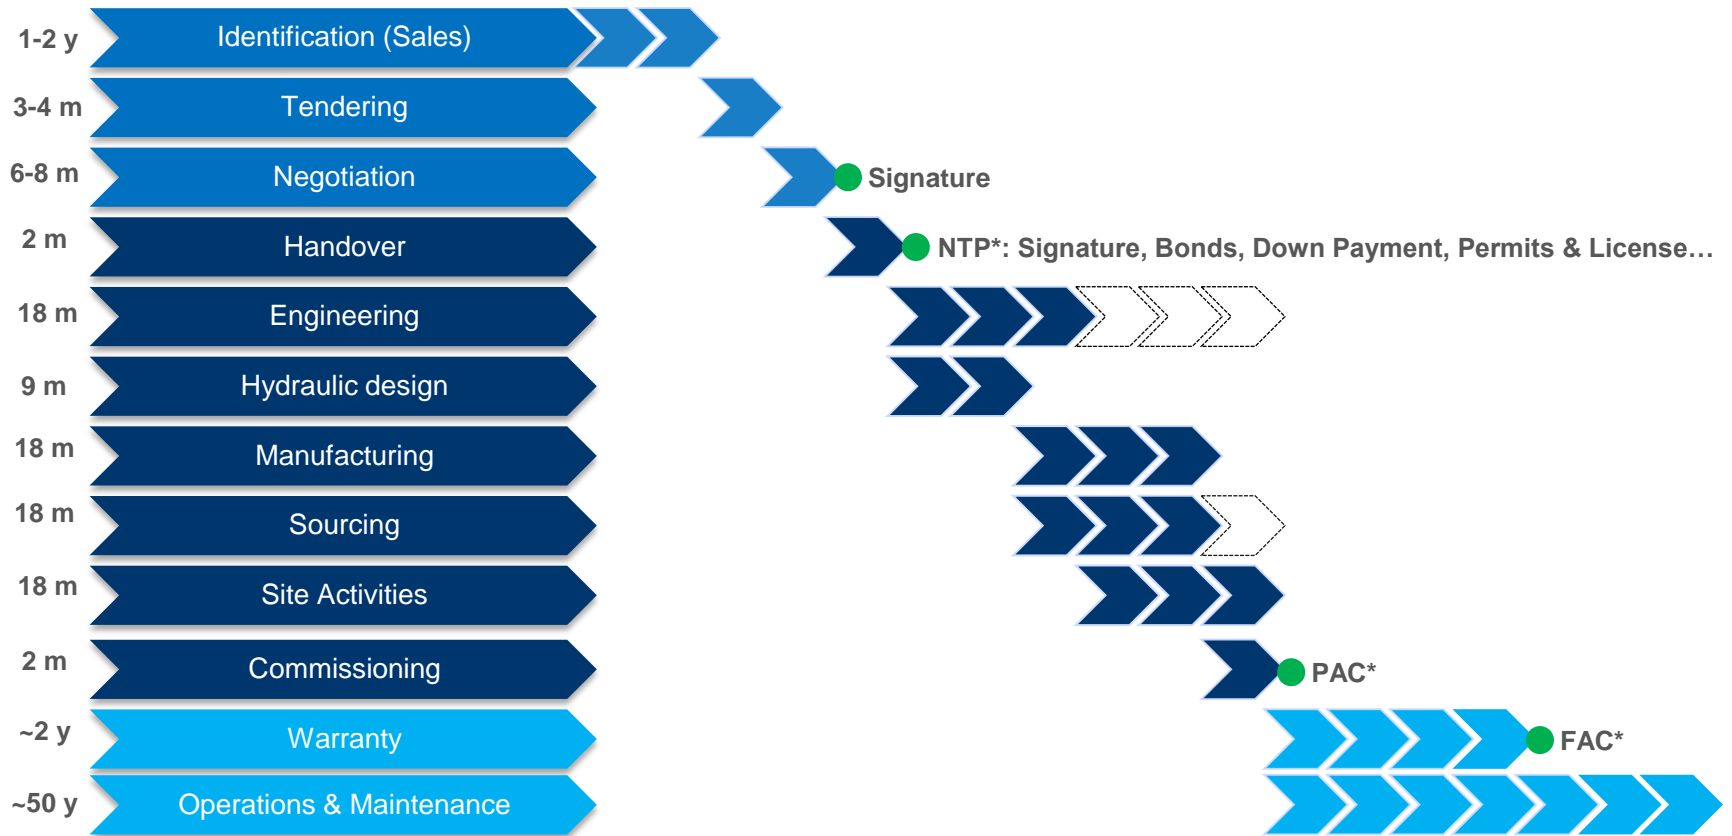 1-2 y Identification (Sales)
3-4 m Tendering
6-8 m Negotiation Signature
2 m Handover NTP*: Signature, Bonds, Down Payment, Permits & License…
18 m Engineering
9 m Hydraulic design
18 m Manufacturing
18 m Sourcing
18 m Site Activities
2 m Commissioning PAC*
~2 y Warranty FAC*
~50 y Operations & Maintenance